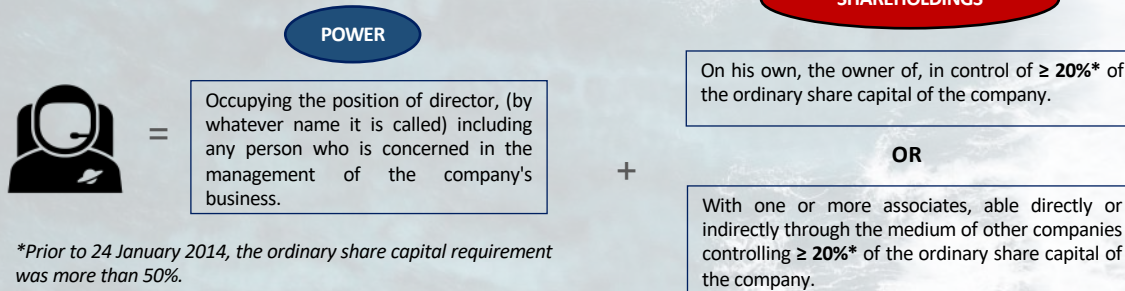 SHAREHOLDINGS
POWER
Occupying the position of director, (by
whatever name it is called) including
any person who is concerned in the
management of the company's
business.
=
+
On his own, the owner of, in control of ≥ 20%* of
the ordinary share capital of the company.
OR
With one or more associates, able directly or
indirectly through the medium of other companies
controlling ≥ 20%* of the ordinary share capital of
the company.
*Prior to 24 January 2014, the ordinary share capital requirement
was more than 50%.